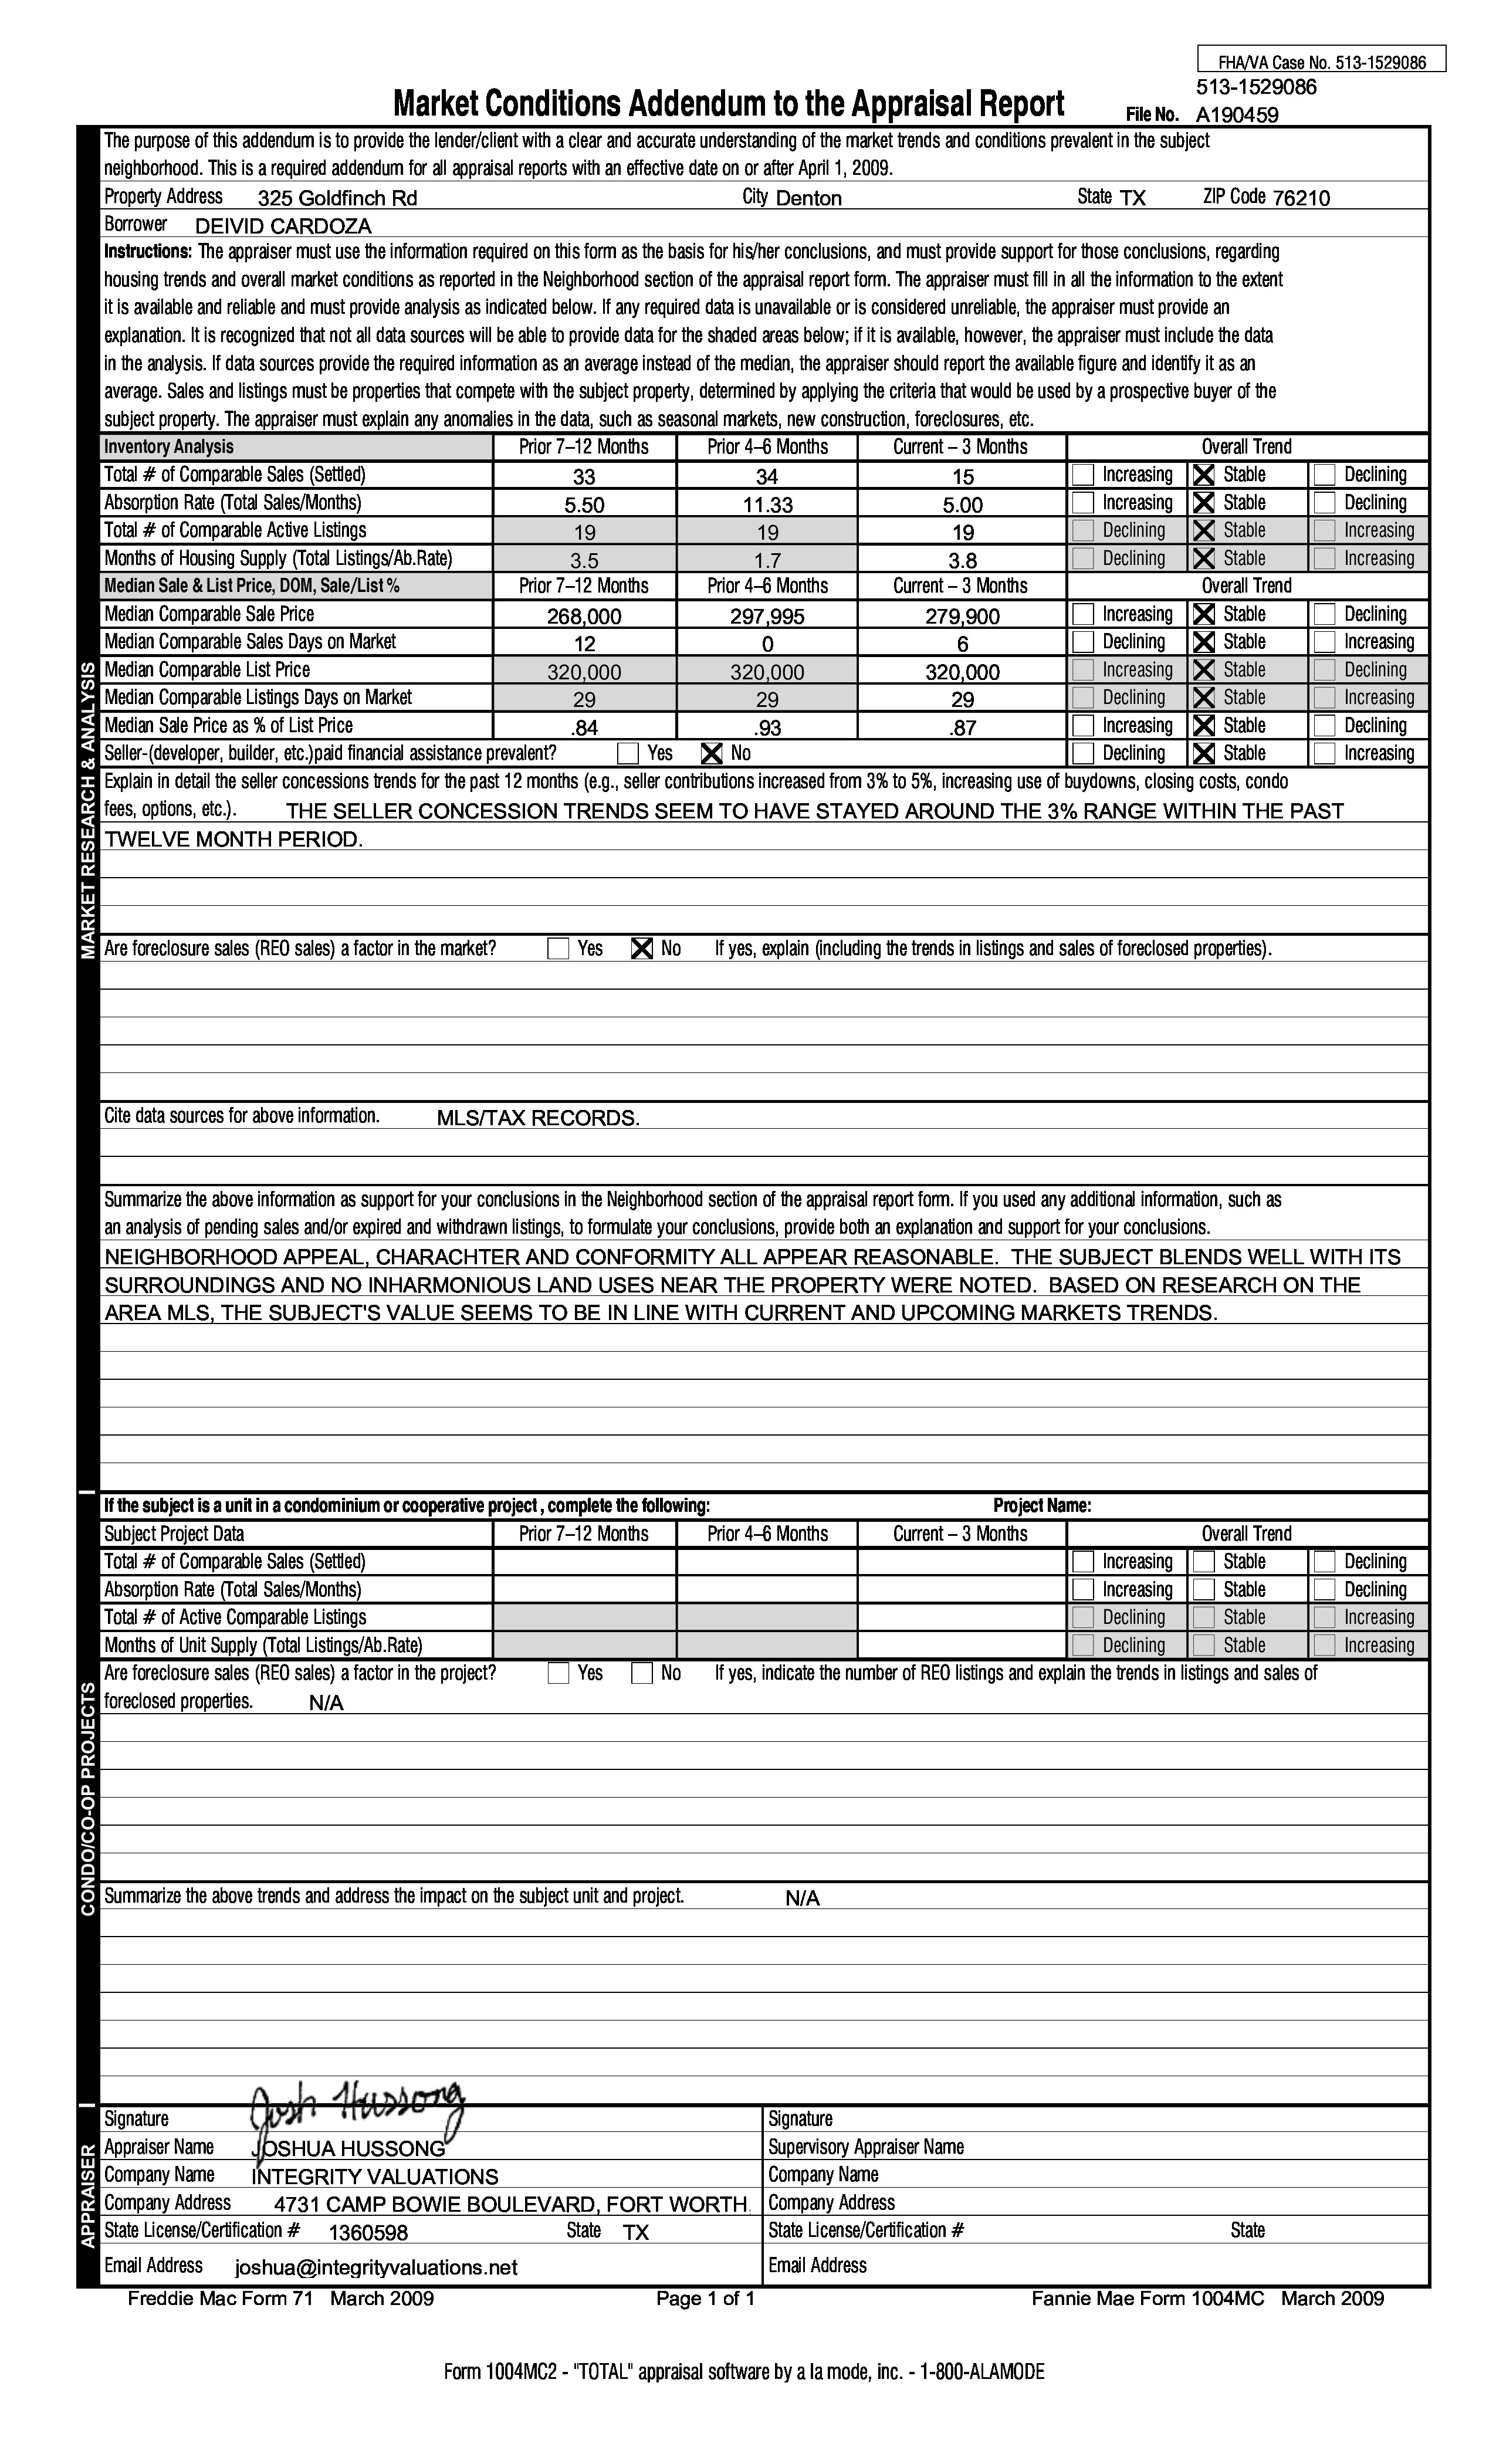 FHA/VA Case No. 513-1529086
513-1529086
Market Conditions Addendum to the Appraisal Report File No. A190459
The purpose of this addendum is to provide the lender/client with a clear and accurate understanding of the market trends and conditions prevalent in the subject
neighborhood. This is a required addendum for all appraisal reports with an effective date on or after April 1, 2009.
Property Address 325 Goldfinch Rd City Denton State TX ZIP Code 76210
Borrower DEIVID CARDOZA
Instructions: The appraiser must use the information required on this form as the basis for his/her conclusions, and must provide support for those conclusions, regarding
housing trends and overall market conditions as reported in the Neighborhood section of the appraisal report form. The appraiser must fill in all the information to the extent
it is available and reliable and must provide analysis as indicated below. If any required data is unavailable or is considered unreliable, the appraiser must provide an
explanation. It is recognized that not all data sources will be able to provide data for the shaded areas below; if it is available, however, the appraiser must include the data
in the analysis. If data sources provide the required information as an average instead of the median, the appraiser should report the available figure and identify it as an
average. Sales and listings must be properties that compete with the subject property, determined by applying the criteria that would be used by a prospective buyer of the
subject property. The appraiser must explain any anomalies in the data, such as seasonal markets, new construction, foreclosures, etc.
Inventory Analysis Prior 7–12 Months Prior 4–6 Months Current – 3 Months Overall Trend
Total # of Comparable Sales (Settled) 33 34 15 Increasing Stable Declining
Absorption Rate (Total Sales/Months) 5.50 11.33 5.00 Increasing Stable Declining
Total # of Comparable Active Listings 19 19 19 Declining Stable Increasing
Months of Housing Supply (Total Listings/Ab.Rate) 3.5 1.7 3.8 Declining Stable Increasing
Median Sale & List Price, DOM, Sale/List % Prior 7–12 Months Prior 4–6 Months Current – 3 Months Overall Trend
Median Comparable Sale Price 268,000 297,995 279,900 Increasing Stable Declining
Median Comparable Sales Days on Market 12 0 6 Declining Stable Increasing
Median Comparable List Price 320,000 320,000 320,000 Increasing Stable Declining
Median Comparable Listings Days on Market 29 29 29 Declining Stable Increasing
Median Sale Price as % of List Price .84 .93 .87 Increasing Stable Declining
Seller-(developer, builder, etc.)paid financial assistance prevalent? Yes No Declining Stable Increasing
Explain in detail the seller concessions trends for the past 12 months (e.g., seller contributions increased from 3% to 5%, increasing use of buydowns, closing costs, condo
fees, options, etc.). THE SELLER CONCESSION TRENDS SEEM TO HAVE STAYED AROUND THE 3% RANGE WITHIN THE PAST
TWELVE MONTH PERIOD.
MARKET RESEARCH & ANALYSIS
Are foreclosure sales (REO sales) a factor in the market? Yes No If yes, explain (including the trends in listings and sales of foreclosed properties).
Cite data sources for above information. MLS/TAX RECORDS.
Summarize the above information as support for your conclusions in the Neighborhood section of the appraisal report form. If you used any additional information, such as
an analysis of pending sales and/or expired and withdrawn listings, to formulate your conclusions, provide both an explanation and support for your conclusions.
NEIGHBORHOOD APPEAL, CHARACHTER AND CONFORMITY ALL APPEAR REASONABLE. THE SUBJECT BLENDS WELL WITH ITS
SURROUNDINGS AND NO INHARMONIOUS LAND USES NEAR THE PROPERTY WERE NOTED. BASED ON RESEARCH ON THE
AREA MLS, THE SUBJECT'S VALUE SEEMS TO BE IN LINE WITH CURRENT AND UPCOMING MARKETS TRENDS.
If the subject is a unit in a condominium or cooperative project , complete the following: Project Name:
Subject Project Data Prior 7–12 Months Prior 4–6 Months Current – 3 Months Overall Trend
Total # of Comparable Sales (Settled) Increasing Stable Declining
Absorption Rate (Total Sales/Months) Increasing Stable Declining
Total # of Active Comparable Listings Declining Stable Increasing
Months of Unit Supply (Total Listings/Ab.Rate) Declining Stable Increasing
Are foreclosure sales (REO sales) a factor in the project? Yes No If yes, indicate the number of REO listings and explain the trends in listings and sales of
foreclosed properties. N/A
CONDO/CO-OP PROJECTS
Summarize the above trends and address the impact on the subject unit and project. N/A
APPRAISER
Signature Josh Hussong Signature
Appraiser Name JOSHUA HUSSONG Supervisory Appraiser Name
Company Name INTEGRITY VALUATIONS Company Name
Company Address 4731 CAMP BOWIE BOULEVARD, FORT WORTH Company Address
State License/Certification # 1360598 State TX State License/Certification # State
Email Address joshua@integrityvaluations.net Email Address
Freddie Mac Form 71 March 2009 Page 1 of 1 Fannie Mae Form 1004MC March 2009
Form 1004MC2 - "TOTAL" appraisal software by a la mode, inc. - 1-800-ALAMODE